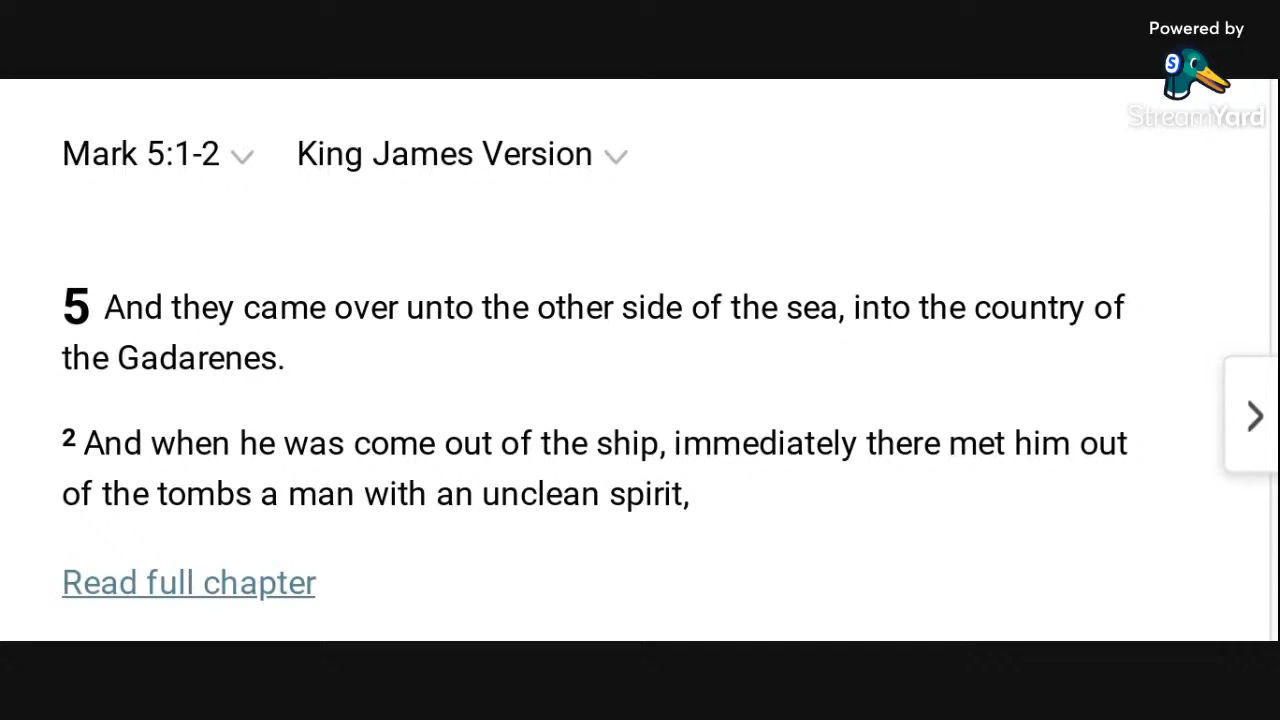 Powered by
S
StreamYard
Mark 5:1-2 King James Version
5 And they came over unto the other side of the sea, into the country of
the Gadarenes.
2 And when he was come out of the ship, immediately there met him out
of the tombs a man with an unclean spirit,
Read full chapter